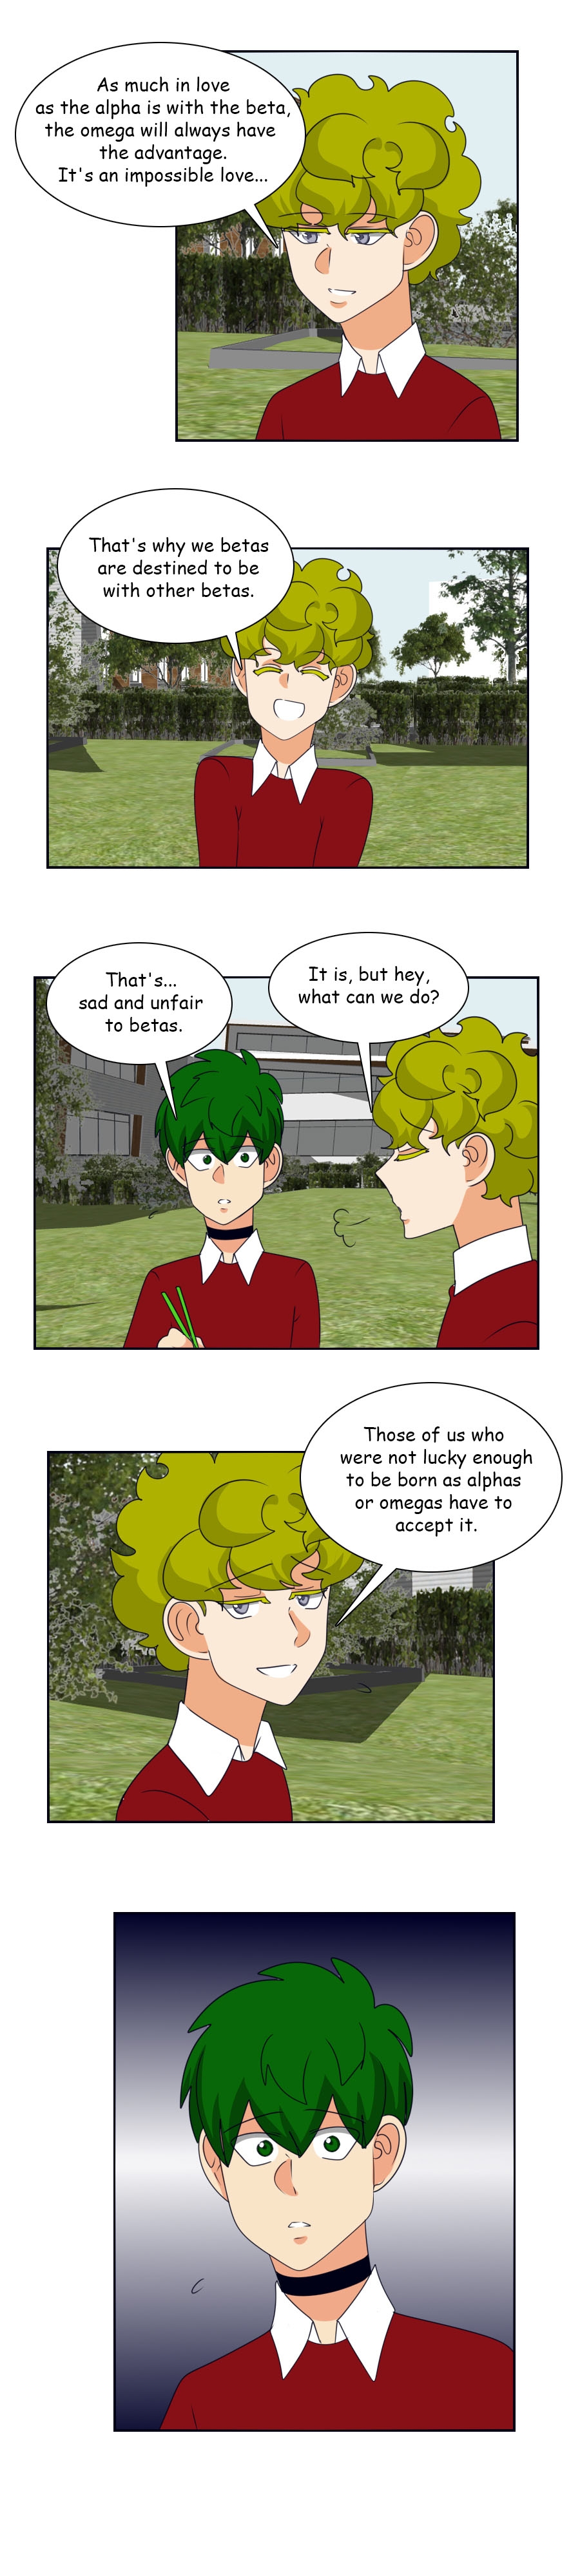 As much in love
as the alpha is with the beta,
the omega will always have
the advantage.
It's an impossible love...
That's why we betas
are destined to be
with other betas.
That's...
sad and unfair
to betas.
It is, but hey,
what can we do?
Those of us who
were not lucky enough
to be born as alphas
or omegas have to
accept it.